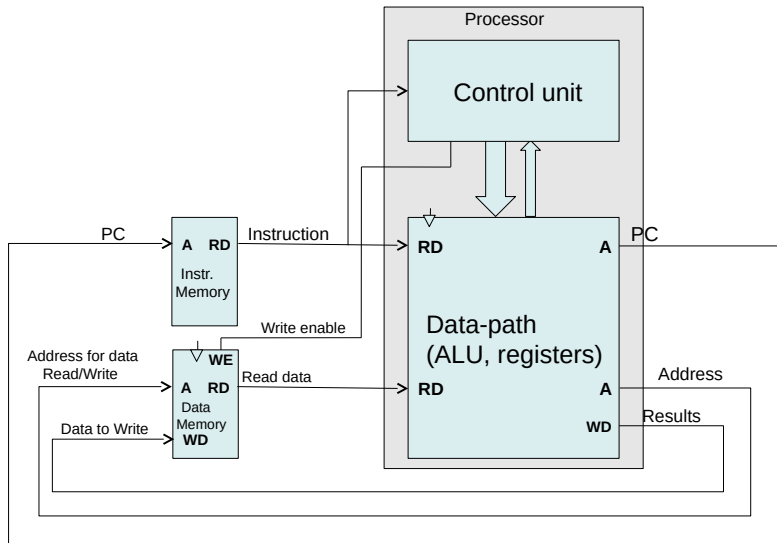 Processor
Control unit
PC
A RD
Instr.
Memory
Instruction
RD
A
PC
Data-path
(ALU, registers)
Write enable
Address for data
Read/Write
WE
A RD
Data
Memory
WD
Read data
RD
A
Address
Data to Write
WD
Results